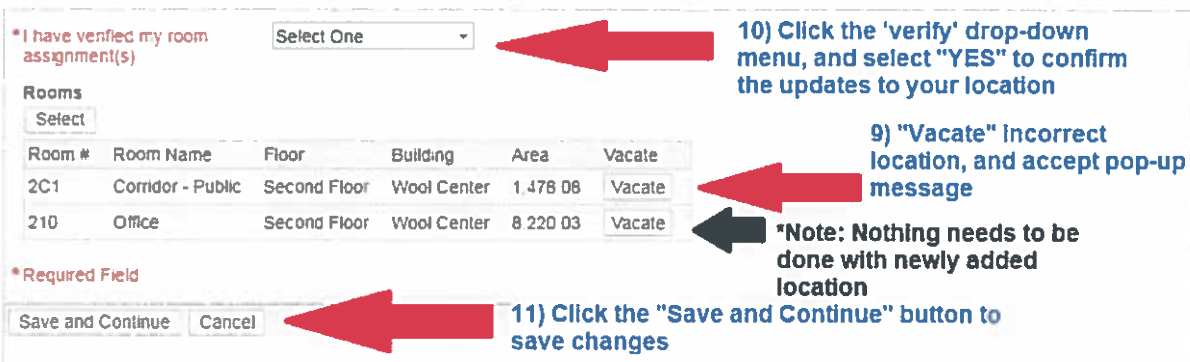 *I have verified my room
assignment(s)
Select One
10) Click the 'verify' drop-down
menu, and select "YES" to confirm
the updates to your location
Rooms
Select
9) "Vacate" incorrect
location, and accept pop-up
message
Room # Room Name Floor Building Area Vacate
2C1 Corridor - Public Second Floor Wool Center 1,478.08 Vacate
210 Office Second Floor Wool Center 8,220.03 Vacate
*Note: Nothing needs to be
done with newly added
location
*Required Field
Save and Continue Cancel
11) Click the "Save and Continue" button to
save changes